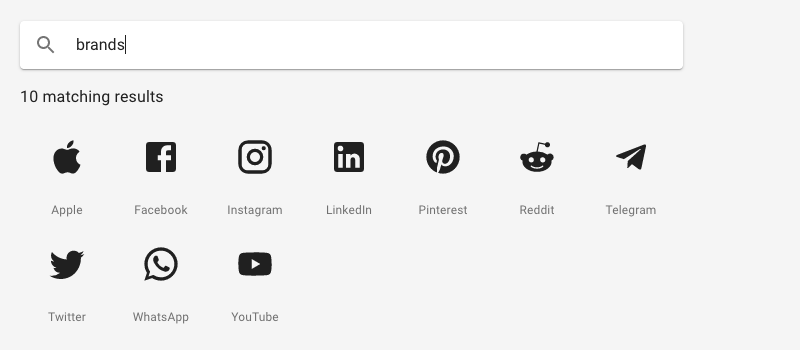 brands
10 matching results
Apple Facebook Instagram LinkedIn Pinterest Reddit Telegram
Twitter WhatsApp YouTube